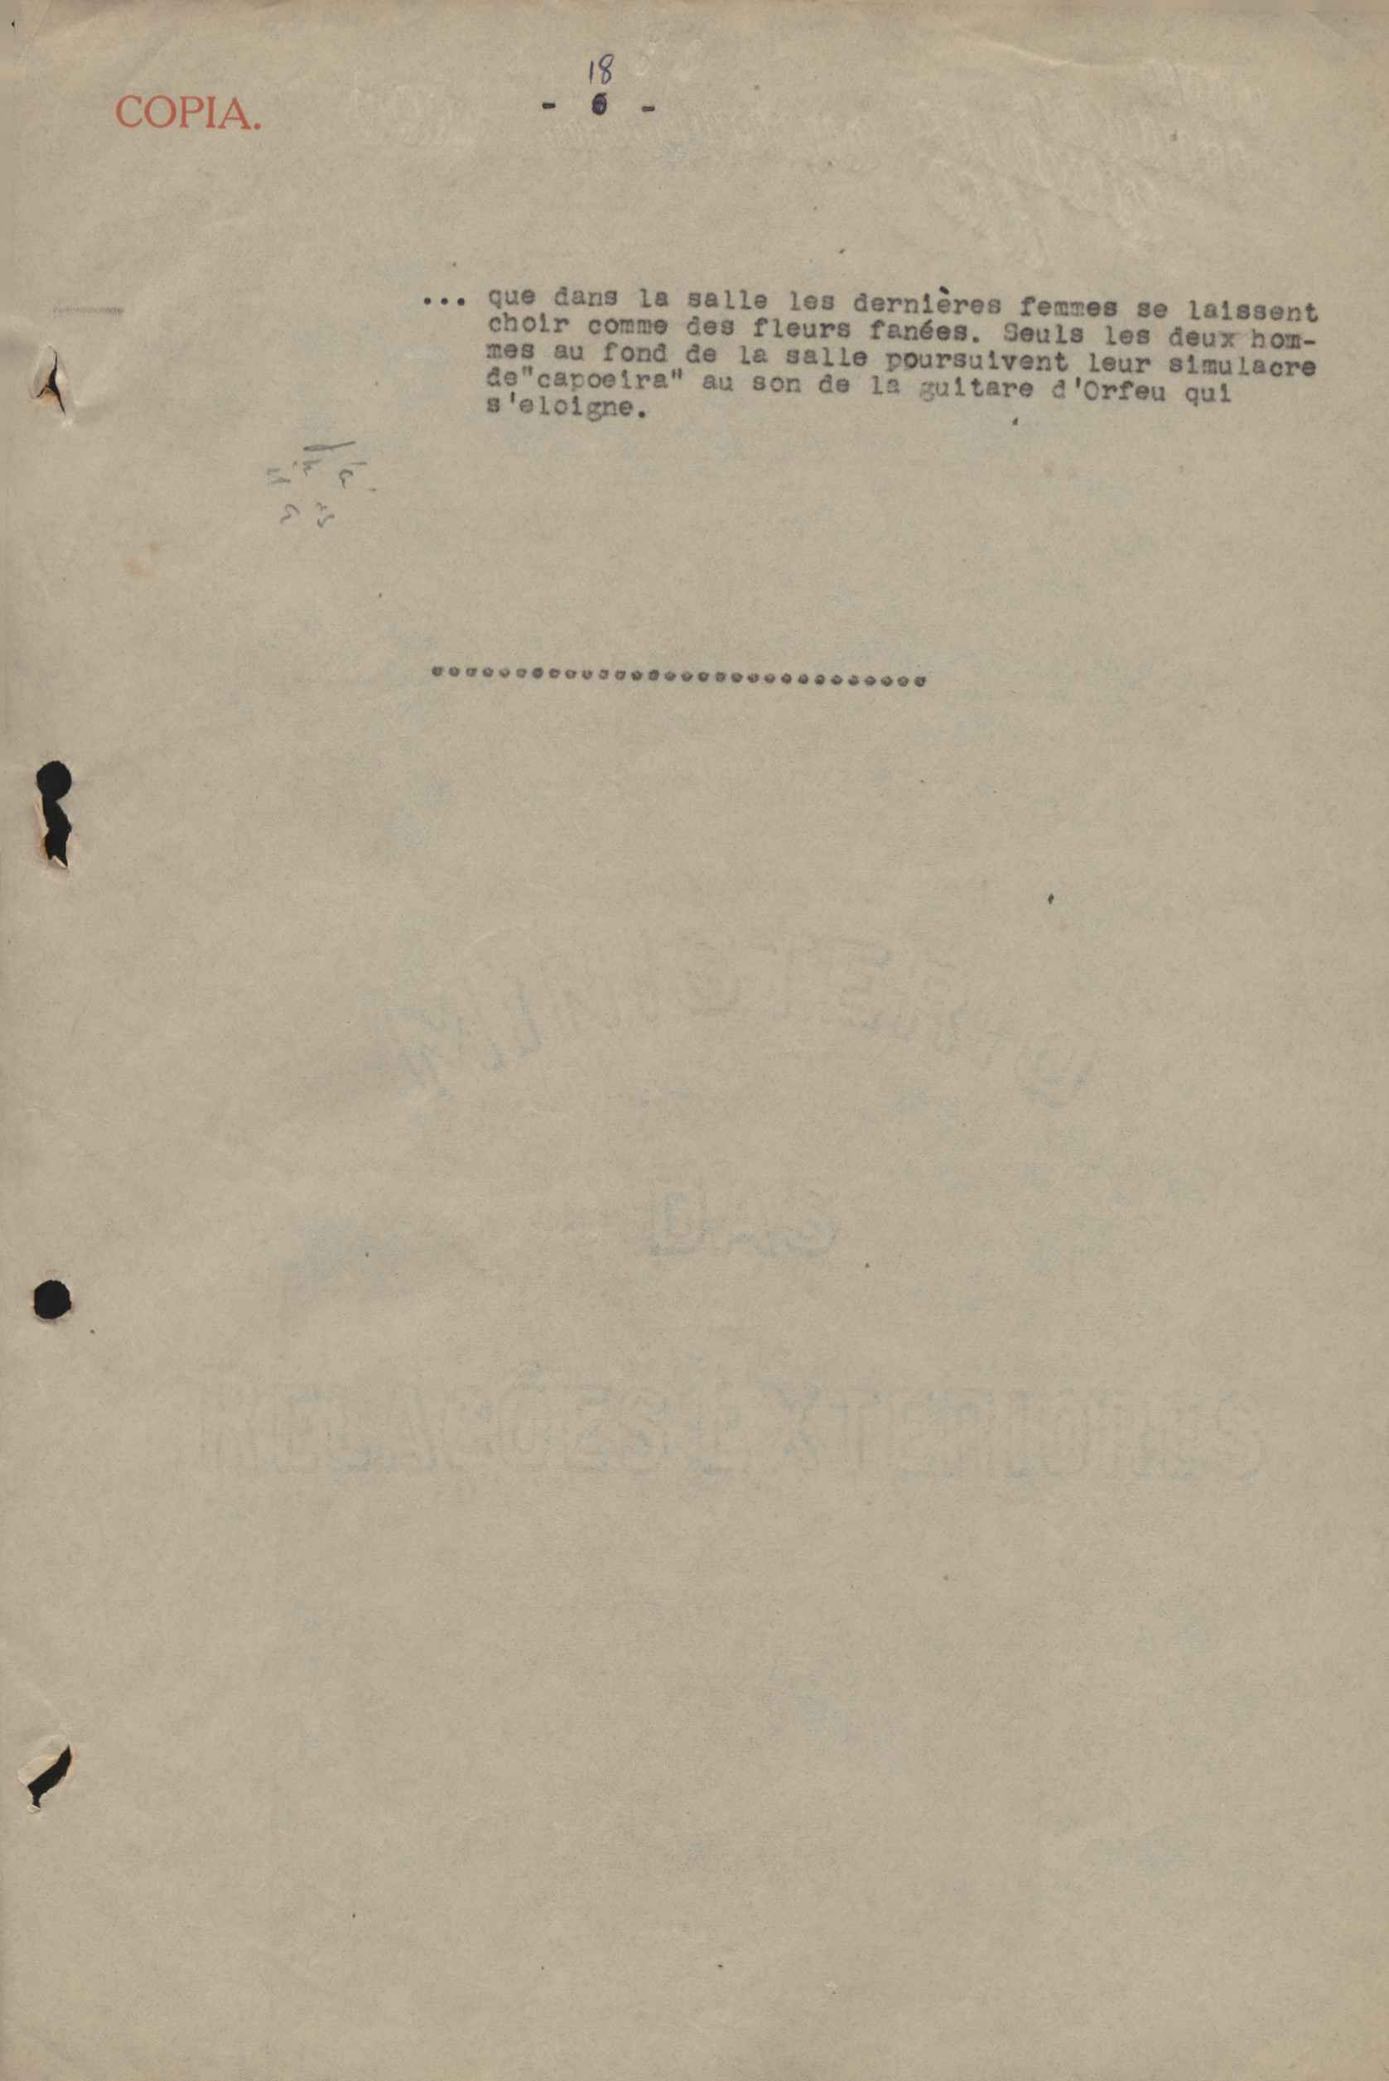 18
COPIA.
- 6 -
... que dans la salle les dernières femmes se laissent
choir comme des fleurs fanées. Seuls les deux hom-
mes au fond de la salle poursuivent leur simulacre
de"capoeira" au son de la guitare d'Orfeu qui
s'eloigne.